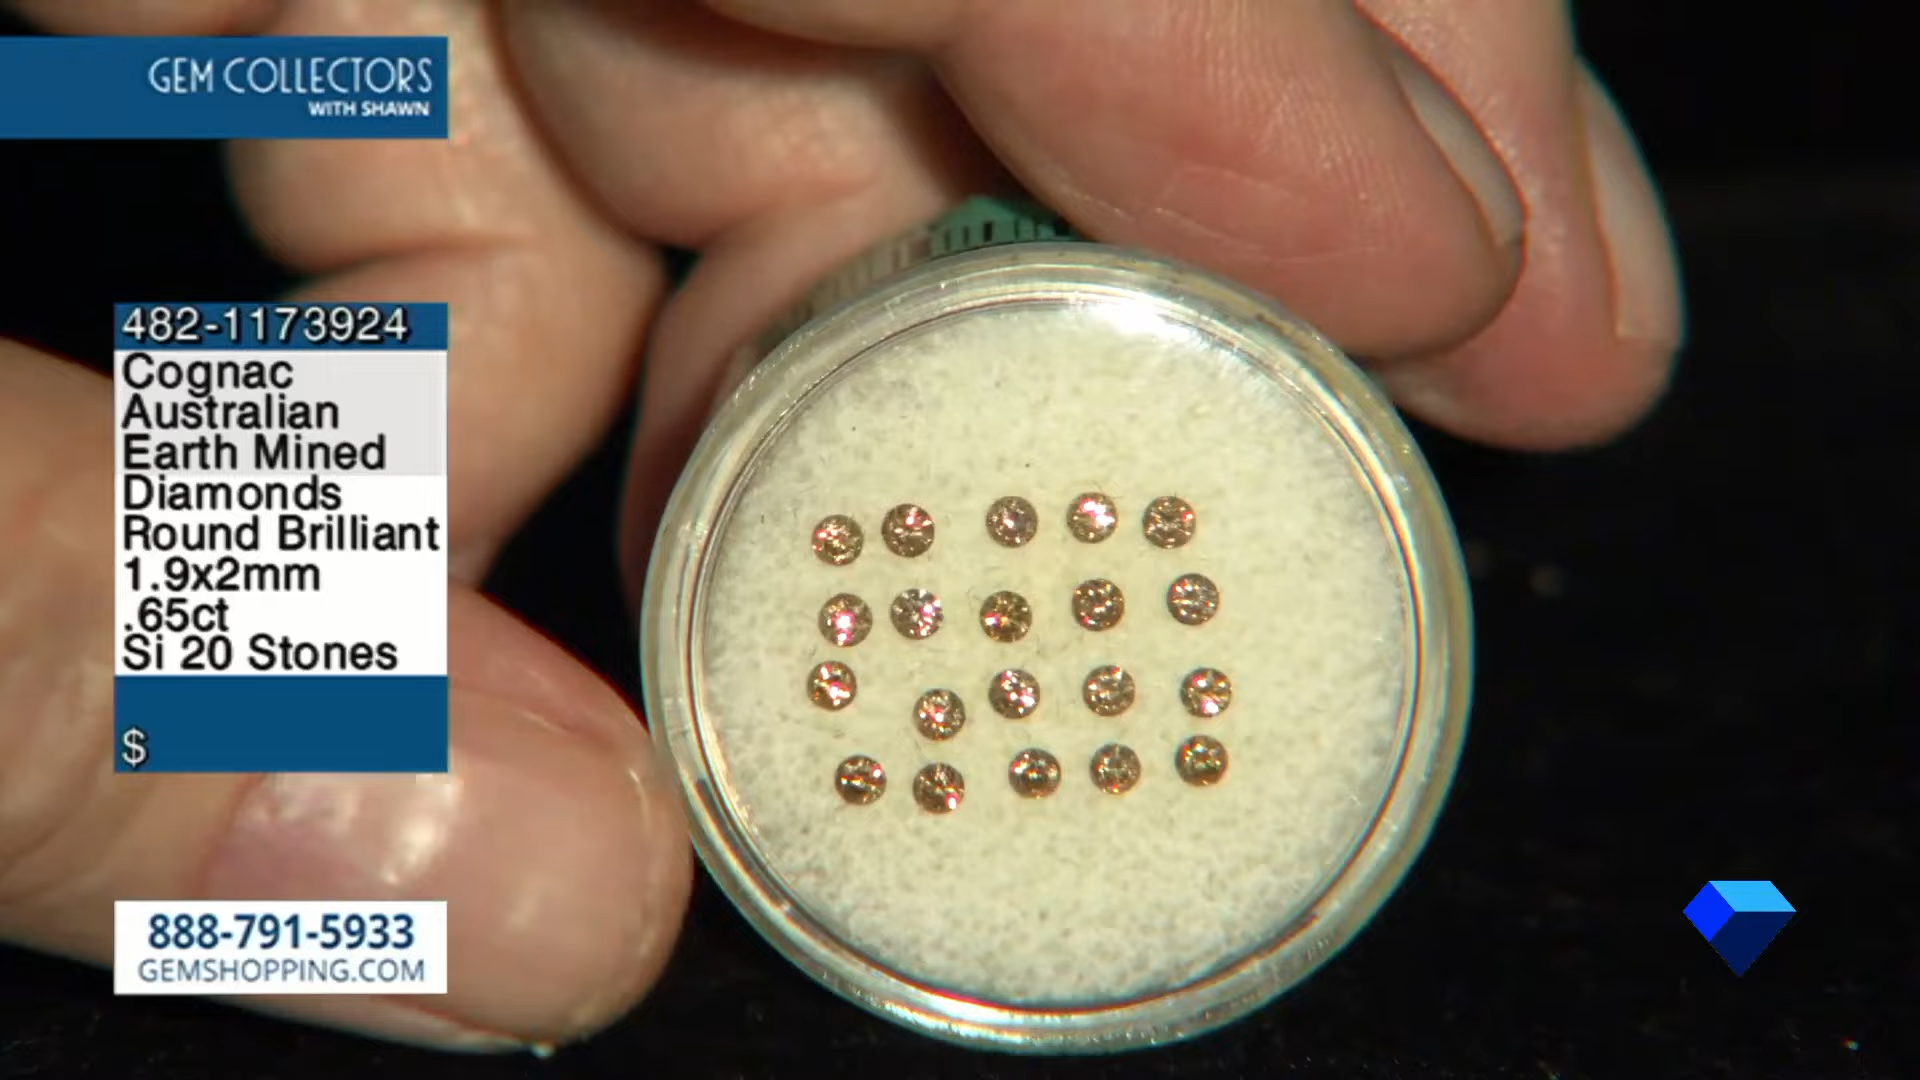 GEM COLLECTORS
WITH SHAWN
482-1173924
Cognac
Australian
Earth Mined
Diamonds
Round Brilliant
1.9x2mm
.65ct
Si 20 Stones
$
888-791-5933
GEMSHOPPING.COM